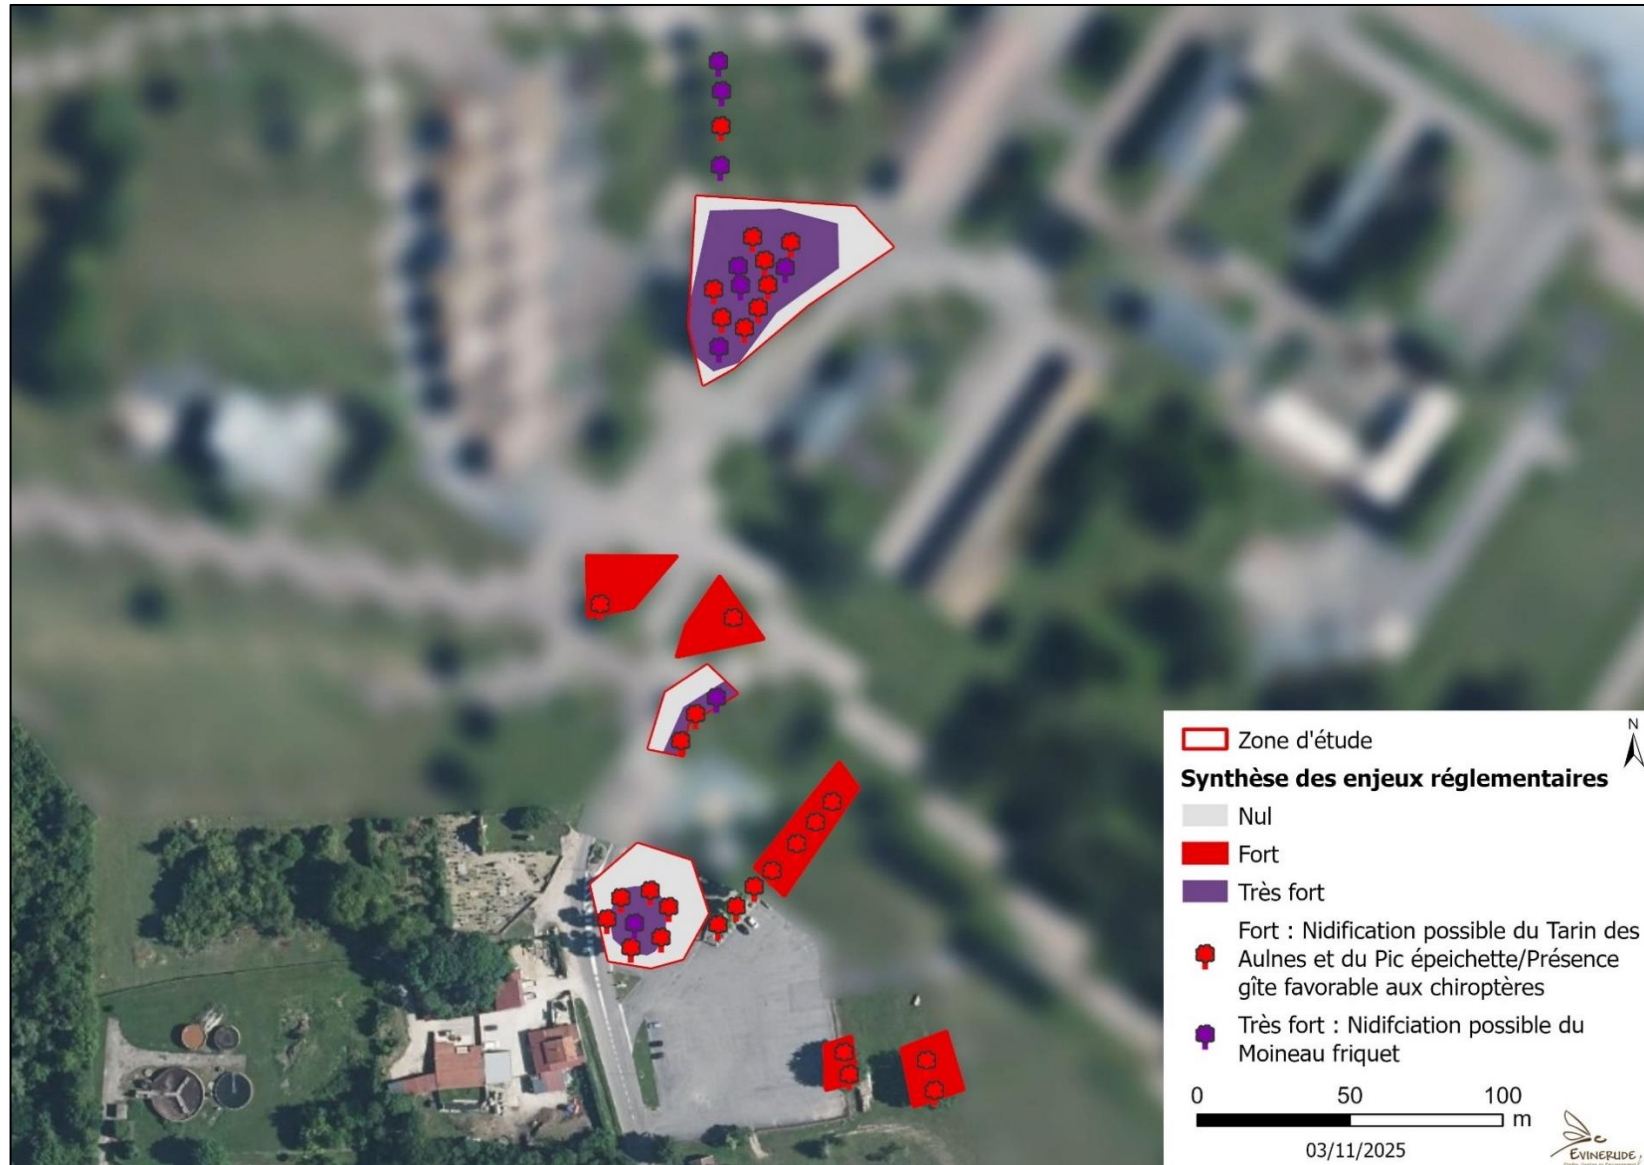 N
Zone d'étude
Synthèse des enjeux réglementaires
Nul
Fort
Très fort
Fort : Nidification possible du Tarin des
Aulnes et du Pic épeichette/Présence
gîte favorable aux chiroptères
Très fort : Nidifciation possible du
Moineau friquet
0 50 100
m
03/11/2025
EVINERUDE